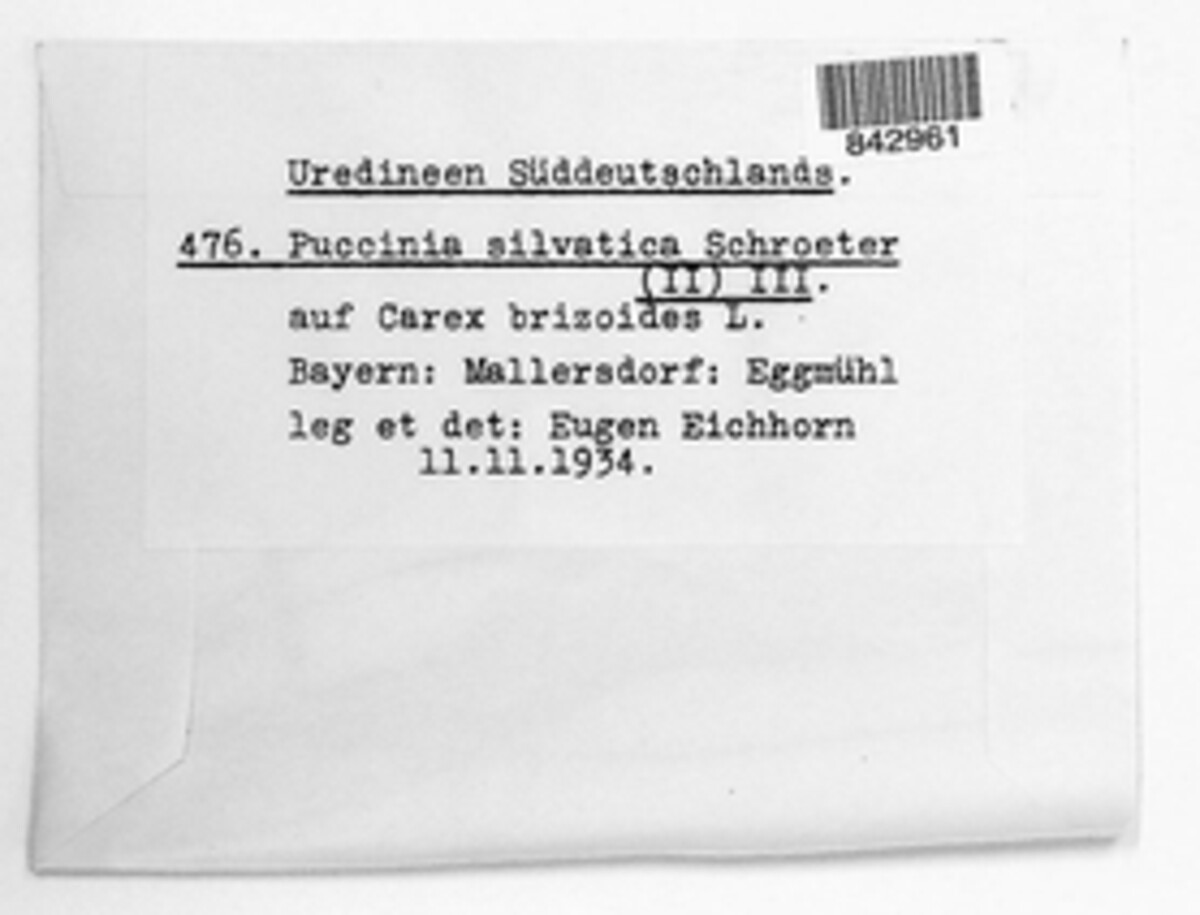 842961
Uredineen Süddeutschlands.
476. Puccinia silvatica Schroeter
(II) III.
auf Carex brizoides L.
Bayern: Mallersdorf: Eggmühl
leg et det: Eugen Eichhorn
11.11.1934.